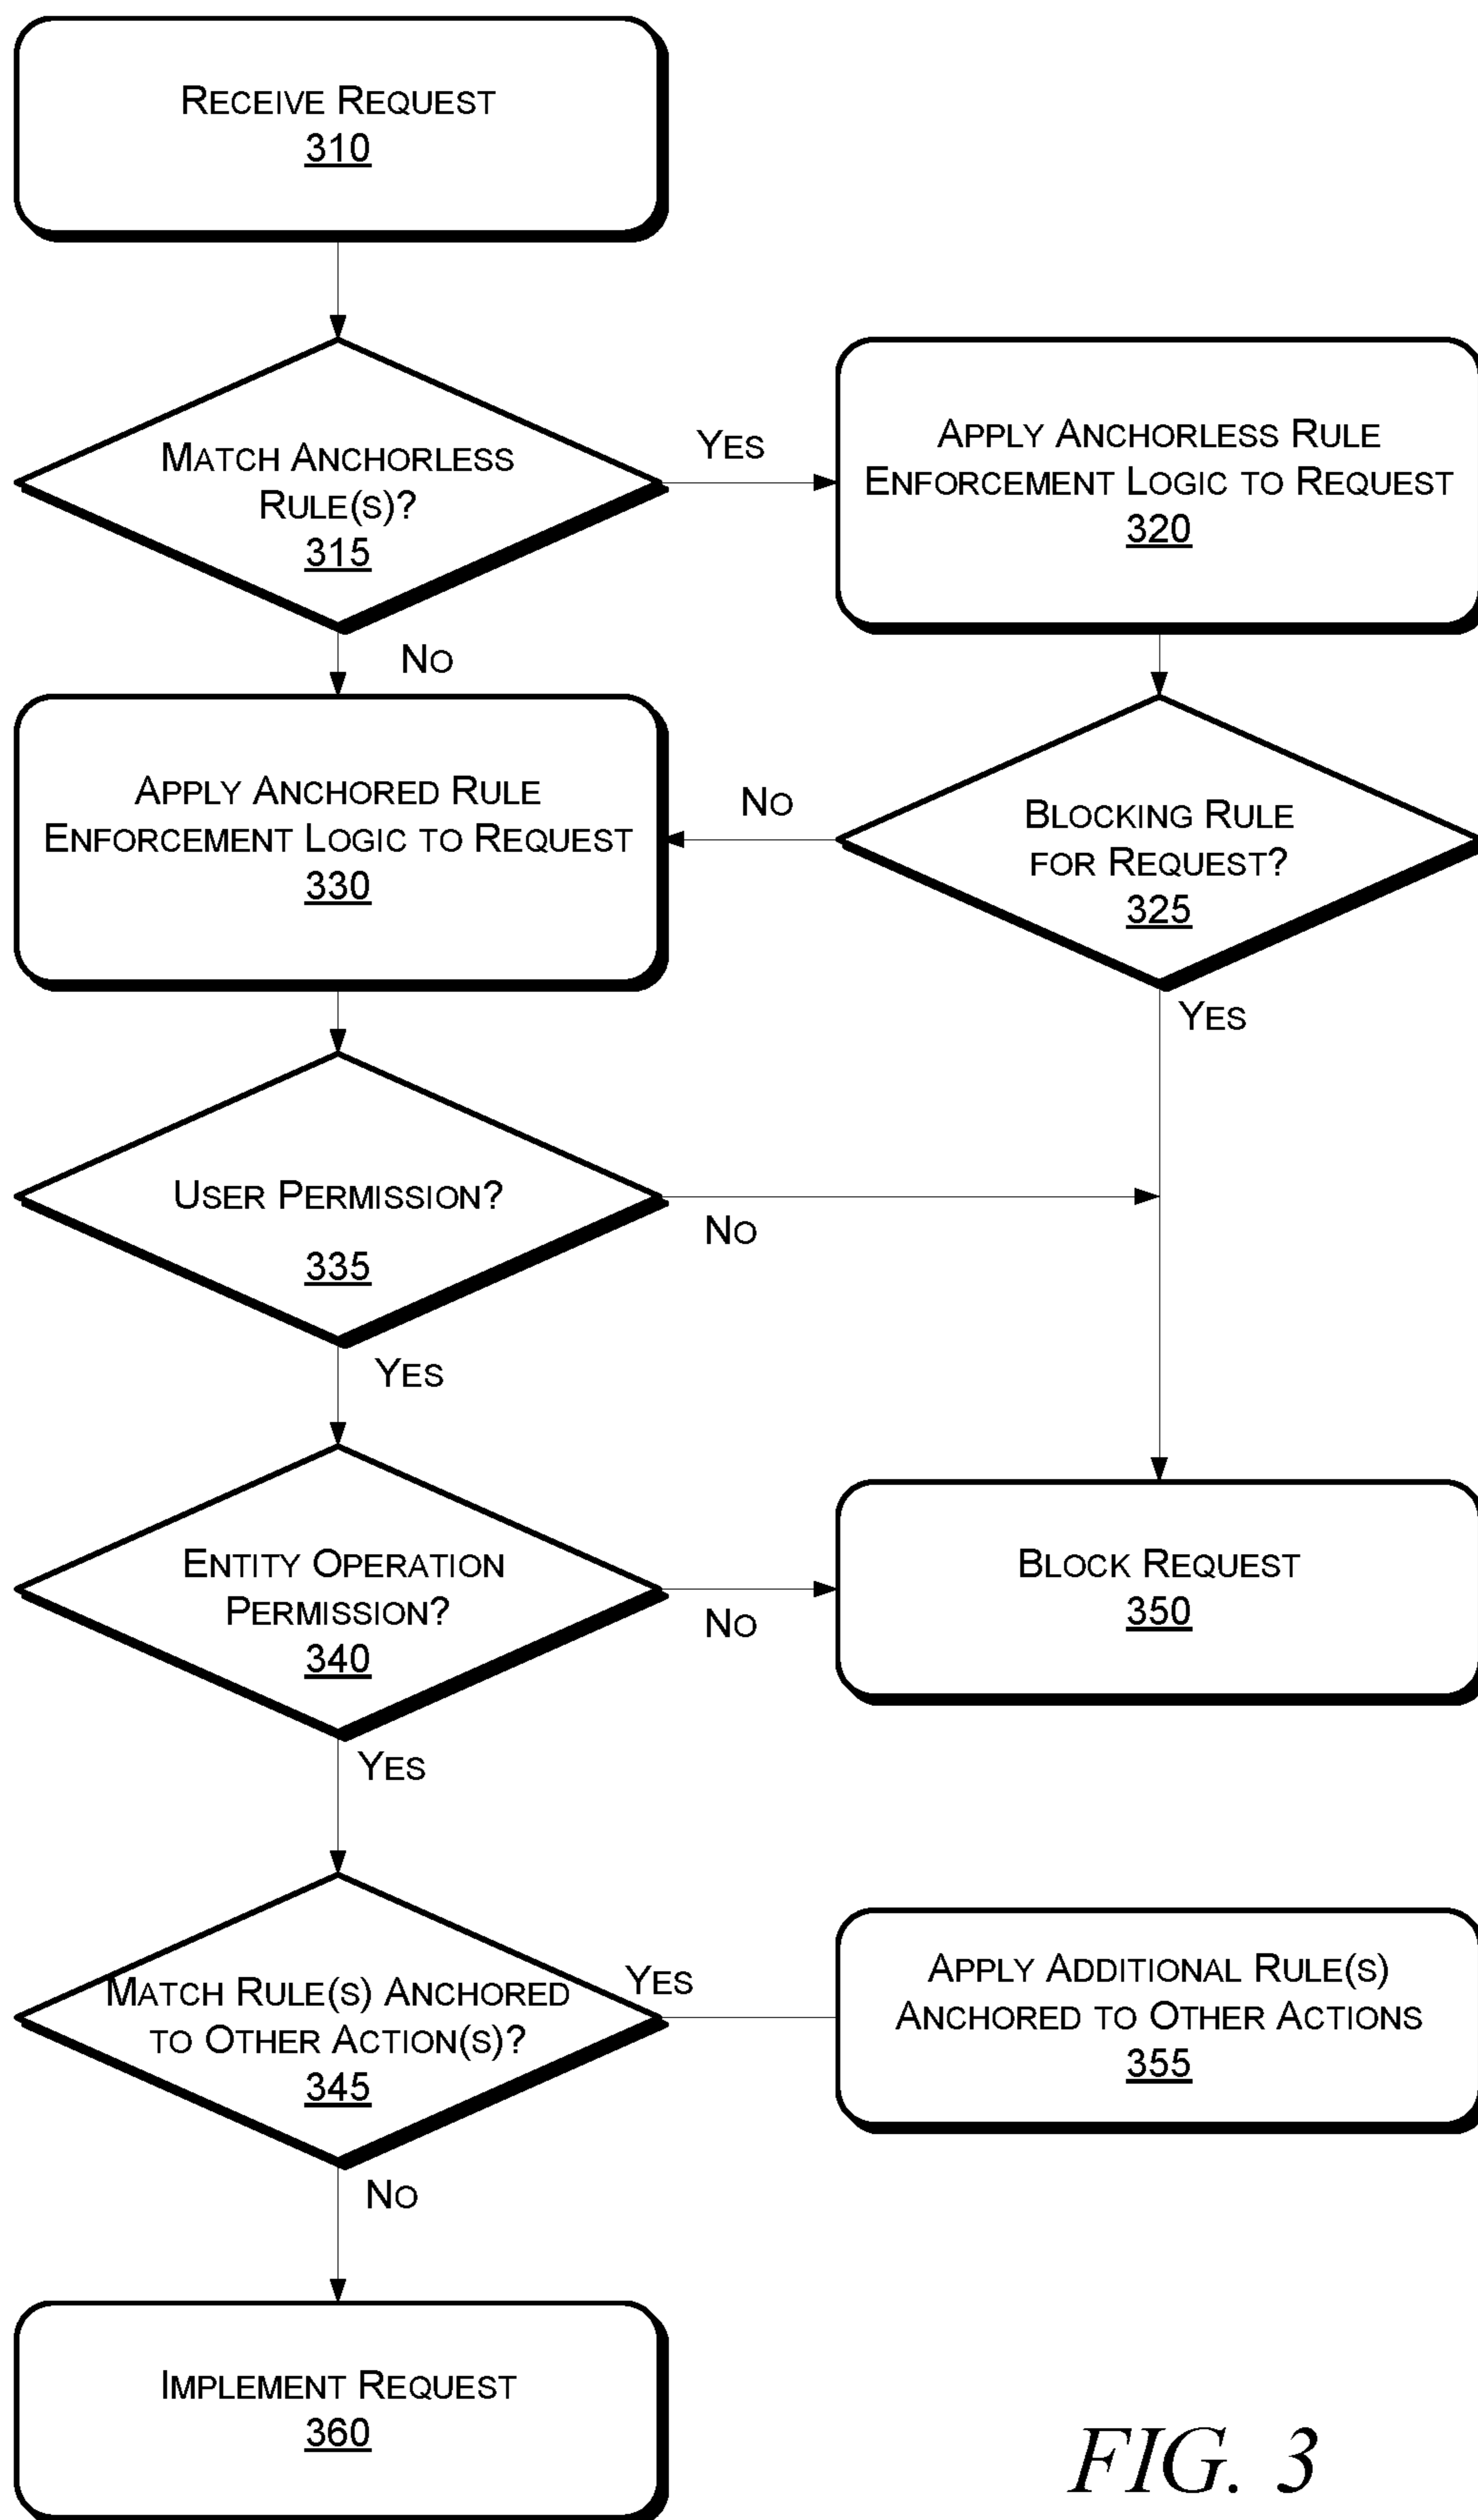 RECEIVE REQUEST
310
MATCH ANCHORLESS
RULE(S)?
315
YES
APPLY ANCHORLESS RULE
ENFORCEMENT LOGIC TO REQUEST
320
NO
APPLY ANCHORED RULE
ENFORCEMENT LOGIC TO REQUEST
330
NO
BLOCKING RULE
FOR REQUEST?
325
YES
USER PERMISSION?
335
NO
YES
ENTITY OPERATION
PERMISSION?
340
NO
BLOCK REQUEST
350
YES
MATCH RULE(S) ANCHORED
TO OTHER ACTION(S)?
345
YES
APPLY ADDITIONAL RULE(S)
ANCHORED TO OTHER ACTIONS
355
NO
IMPLEMENT REQUEST
360
FIG. 3